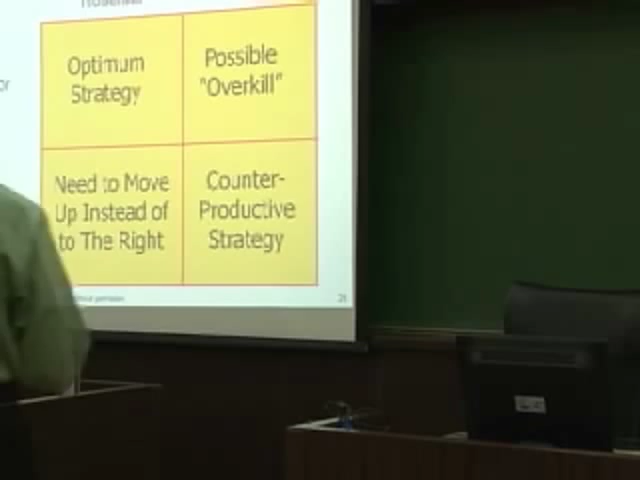 Optimum
Strategy
Possible
"Overkill"
Need to Move
Up Instead of
to The Right
Counter-
Productive
Strategy